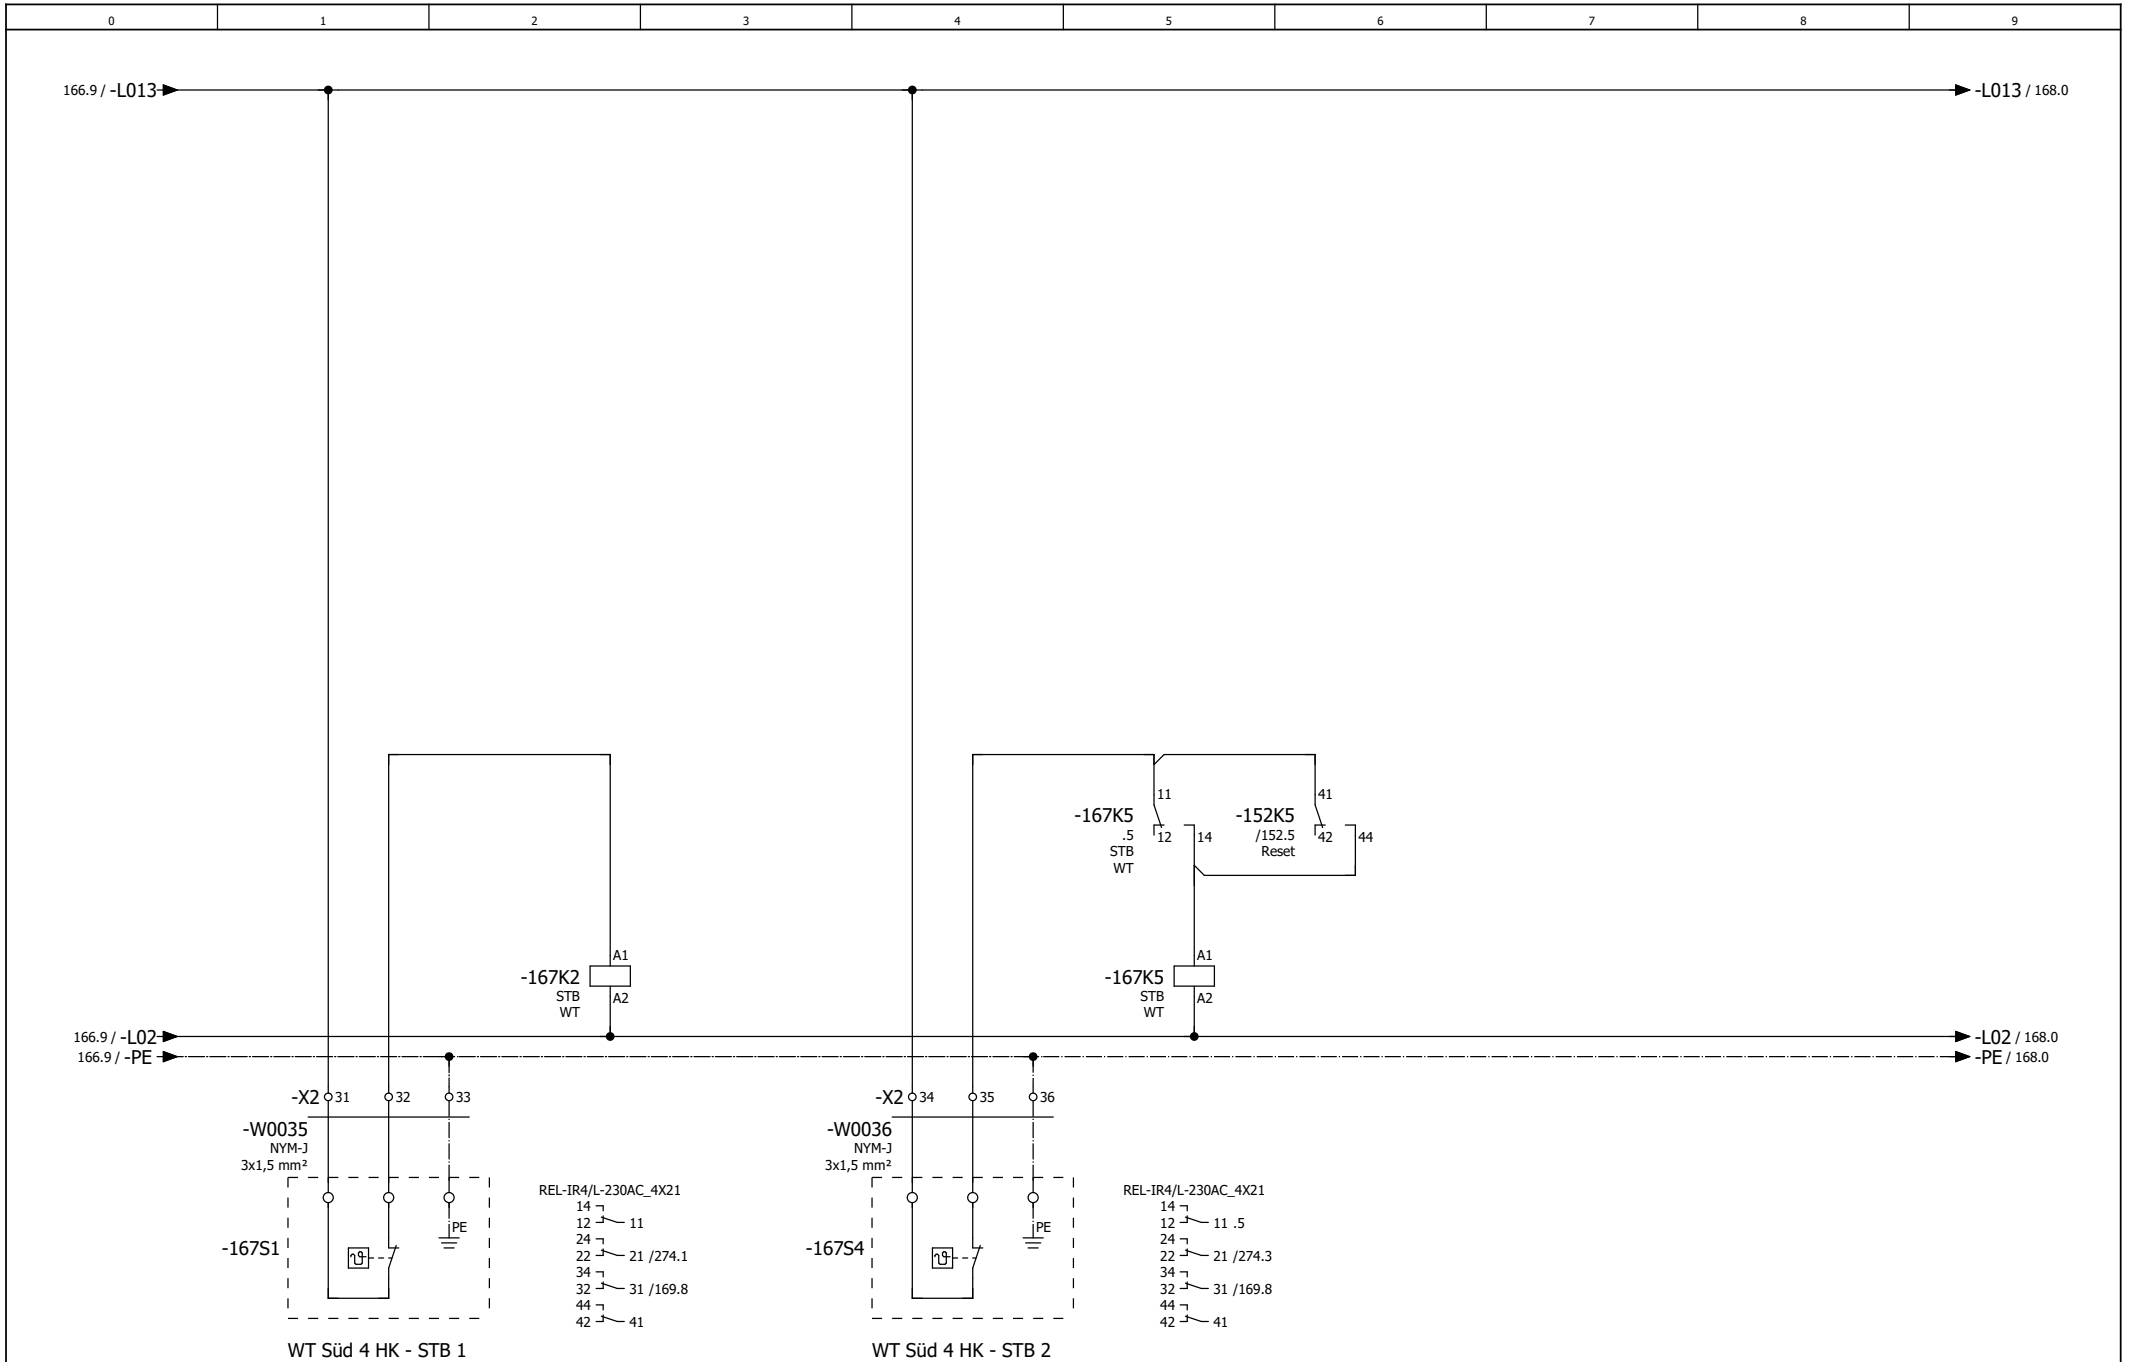 0 1 2 3 4 5 6 7 8 9
166.9 / -L013
-L013 / 168.0
11
-167K5
.5
STB
WT
12
14
41
-152K5
/152.5
Reset
42
44
A1
-167K2
STB
WT
A2
A1
-167K5
STB
WT
A2
166.9 / -L02
-L02 / 168.0
166.9 / -PE
-PE / 168.0
-X2 31 32 33
-W0035
NYM-J
3x1,5 mm²
PE
-167S1
REL-IR4/L-230AC_4X21
14
12 11
24
22 21 /274.1
34
32 31 /169.8
44
42 41
WT Süd 4 HK - STB 1
-X2 34 35 36
-W0036
NYM-J
3x1,5 mm²
PE
-167S4
REL-IR4/L-230AC_4X21
14
12 11 .5
24
22 21 /274.3
34
32 31 /169.8
44
42 41
WT Süd 4 HK - STB 2